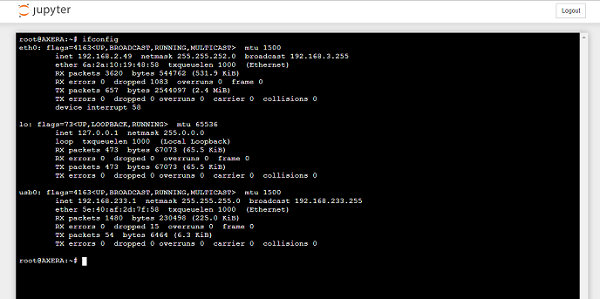 jupyter
Logout
root@AXERA:~# ifconfig
eth0: flags=4163<UP,BROADCAST,RUNNING,MULTICAST>  mtu 1500
inet 192.168.2.49  netmask 255.255.252.0  broadcast 192.168.3.255
ether 6a:2a:10:19:48:58  txqueuelen 1000  (Ethernet)
RX packets 3620  bytes 544762 (531.9 KiB)
RX errors 0  dropped 1083  overruns 0  frame 0
TX packets 657  bytes 2544097 (2.4 MiB)
TX errors 0  dropped 0 overruns 0  carrier 0  collisions 0
device interrupt 58
lo: flags=73<UP,LOOPBACK,RUNNING>  mtu 65536
inet 127.0.0.1  netmask 255.0.0.0
loop  txqueuelen 1000  (Local Loopback)
RX packets 473  bytes 67073 (65.5 KiB)
RX errors 0  dropped 0  overruns 0  frame 0
TX packets 473  bytes 67073 (65.5 KiB)
TX errors 0  dropped 0 overruns 0  carrier 0  collisions 0
usb0: flags=4163<UP,BROADCAST,RUNNING,MULTICAST>  mtu 1500
inet 192.168.233.1  netmask 255.255.255.0  broadcast 192.168.233.255
ether 5e:40:af:2d:7f:58  txqueuelen 1000  (Ethernet)
RX packets 1480  bytes 230498 (225.0 KiB)
RX errors 0  dropped 15  overruns 0  frame 0
TX packets 54  bytes 6464 (6.3 KiB)
TX errors 0  dropped 0 overruns 0  carrier 0  collisions 0
root@AXERA:~#